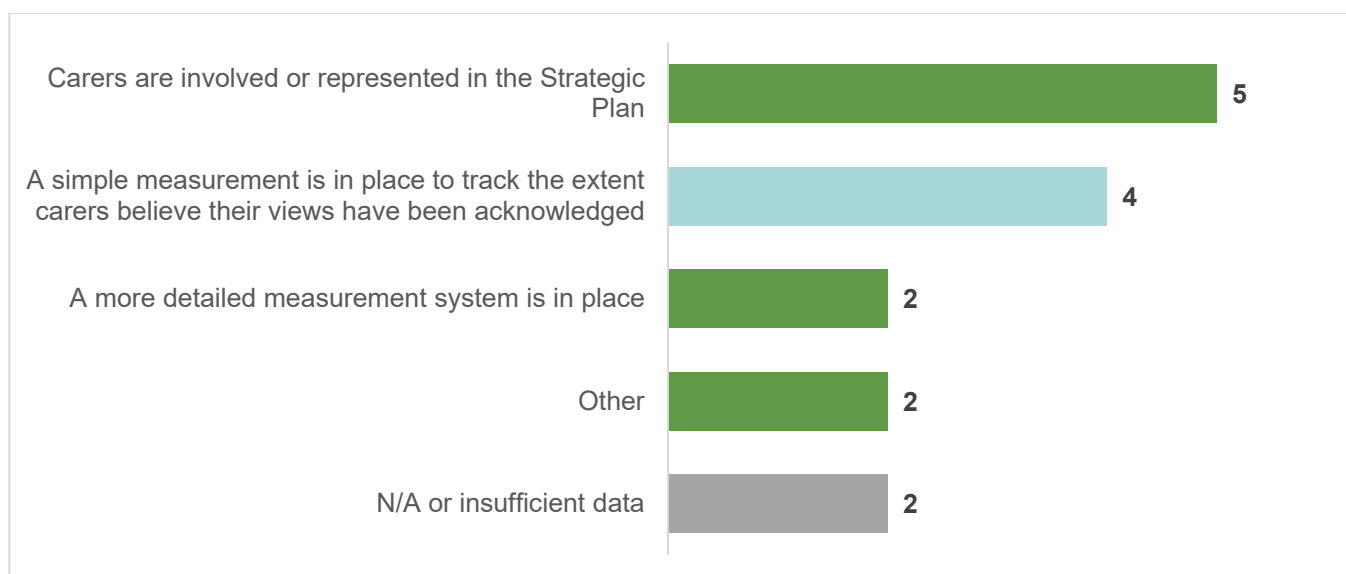 Carers are involved or represented in the Strategic
Plan
5
A simple measurement is in place to track the extent
carers believe their views have been acknowledged
4
A more detailed measurement system is in place
2
Other
2
N/A or insufficient data
2